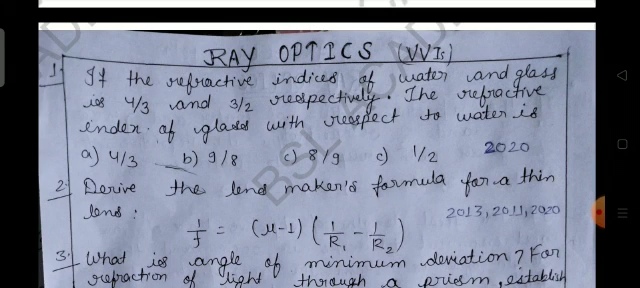 RAY OPTICS (VVIs)
1. If the refractive indices of water and glass
is 4/3 and 3/2 respectively. The refractive
index of glass with respect to water is
a) 4/3 b) 9/8 c) 8/9 c) 1/2 2020
2. Derive the lens maker's formula for a thin
lens: 2013, 2011, 2020
1/f = (μ-1) (1/R₁ - 1/R₂)
3. What is angle of minimum deviation? For
refraction of light through a prism, establish